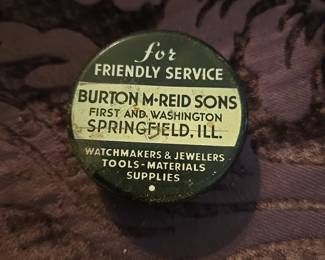 for
FRIENDLY SERVICE
BURTON M·REID SONS
FIRST AND WASHINGTON
SPRINGFIELD, ILL.
WATCHMAKERS & JEWELERS
TOOLS-MATERIALS
SUPPLIES